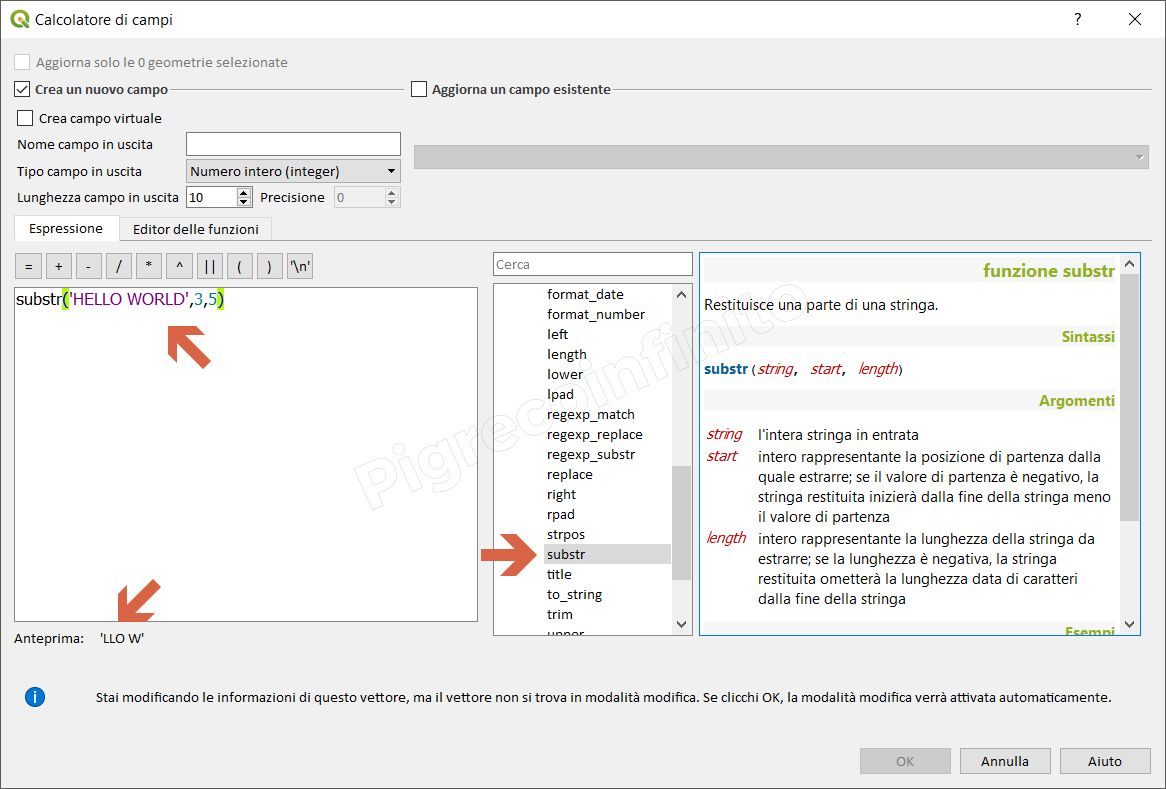 Calcolatore di campi
?
Aggiorna solo le 0 geometrie selezionate
Crea un nuovo campo
Aggiorna un campo esistente
Crea campo virtuale
Nome campo in uscita
Tipo campo in uscita Numero intero (integer)
Lunghezza campo in uscita 10 Precisione 0
Espressione Editor delle funzioni
= + - / * ^ || ( ) '\n'
substr('HELLO WORLD',3,5)
Anteprima: 'LLO W'
Cerca
format_date
format_number
left
length
lower
lpad
regexp_match
regexp_replace
regexp_substr
replace
right
rpad
strpos
substr
title
to_string
trim
upper
funzione substr
Restituisce una parte di una stringa.
Sintassi
substr(string, start, length)
Argomenti
string l'intera stringa in entrata
start intero rappresentante la posizione di partenza dalla
quale estrarre; se il valore di partenza è negativo, la
stringa restituita inizierà dalla fine della stringa meno
il valore di partenza
length intero rappresentante la lunghezza della stringa da
estrarre; se la lunghezza è negativa, la stringa
restituita ometterà la lunghezza data di caratteri
dalla fine della stringa
Esempi
Pigrecoinfinito
i
Stai modificando le informazioni di questo vettore, ma il vettore non si trova in modalità modifica. Se clicchi OK, la modalità modifica verrà attivata automaticamente.
OK Annulla Aiuto